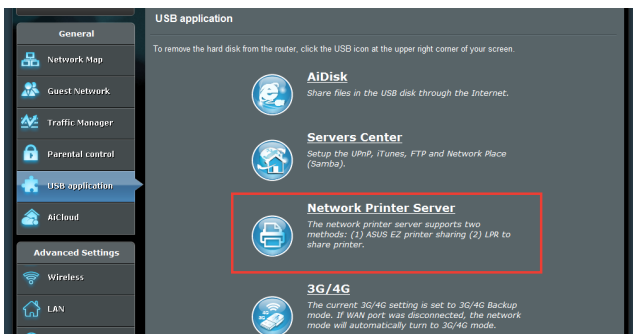 USB application
General
To remove the hard disk from the router, click the USB icon at the upper right corner of your screen.
Network Map
AiDisk
Share files in the USB disk through the Internet.
Guest Network
Traffic Manager
Servers Center
Setup the UPnP, iTunes, FTP and Network Place
(Samba).
Parental control
USB application
Network Printer Server
The network printer server supports two
methods: (1) ASUS EZ printer sharing (2) LPR to
share printer.
AiCloud
Advanced Settings
Wireless
3G/4G
The current 3G/4G setting is set to 3G/4G Backup
mode. If WAN port was disconnected, the network
mode will automatically turn to 3G/4G mode.
LAN